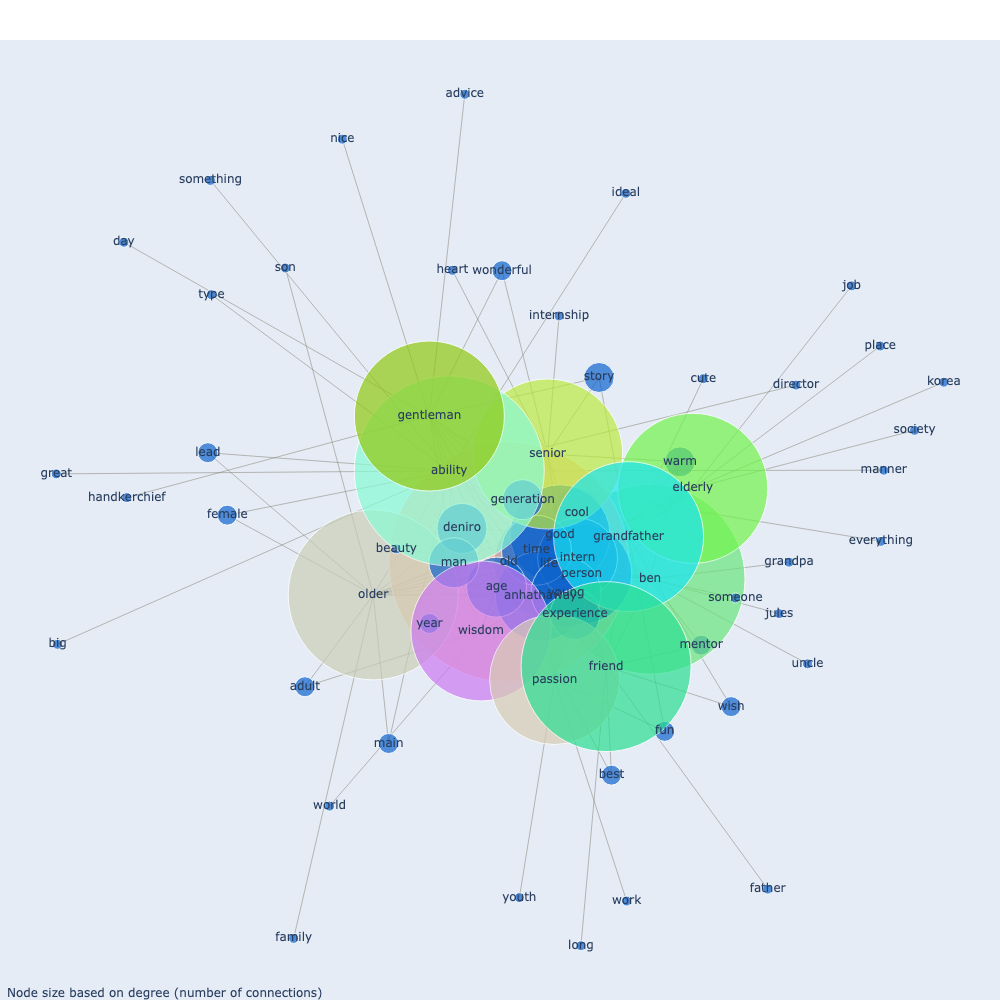 advice
nice
something
ideal
day
son
heart
wonderful
type
internship
job
place
story
cute
director
korea
gentleman
society
lead
senior
warm
great
ability
manner
elderly
handkerchief
generation
female
cool
deniro
good
grandfather
everything
beauty
time
man
old
life
intern
grandpa
person
ben
age
older
anhathaway
young
someone
experience
jules
year
wisdom
big
mentor
friend
uncle
passion
adult
wish
fun
main
best
world
father
youth
work
family
long
Node size based on degree (number of connections)